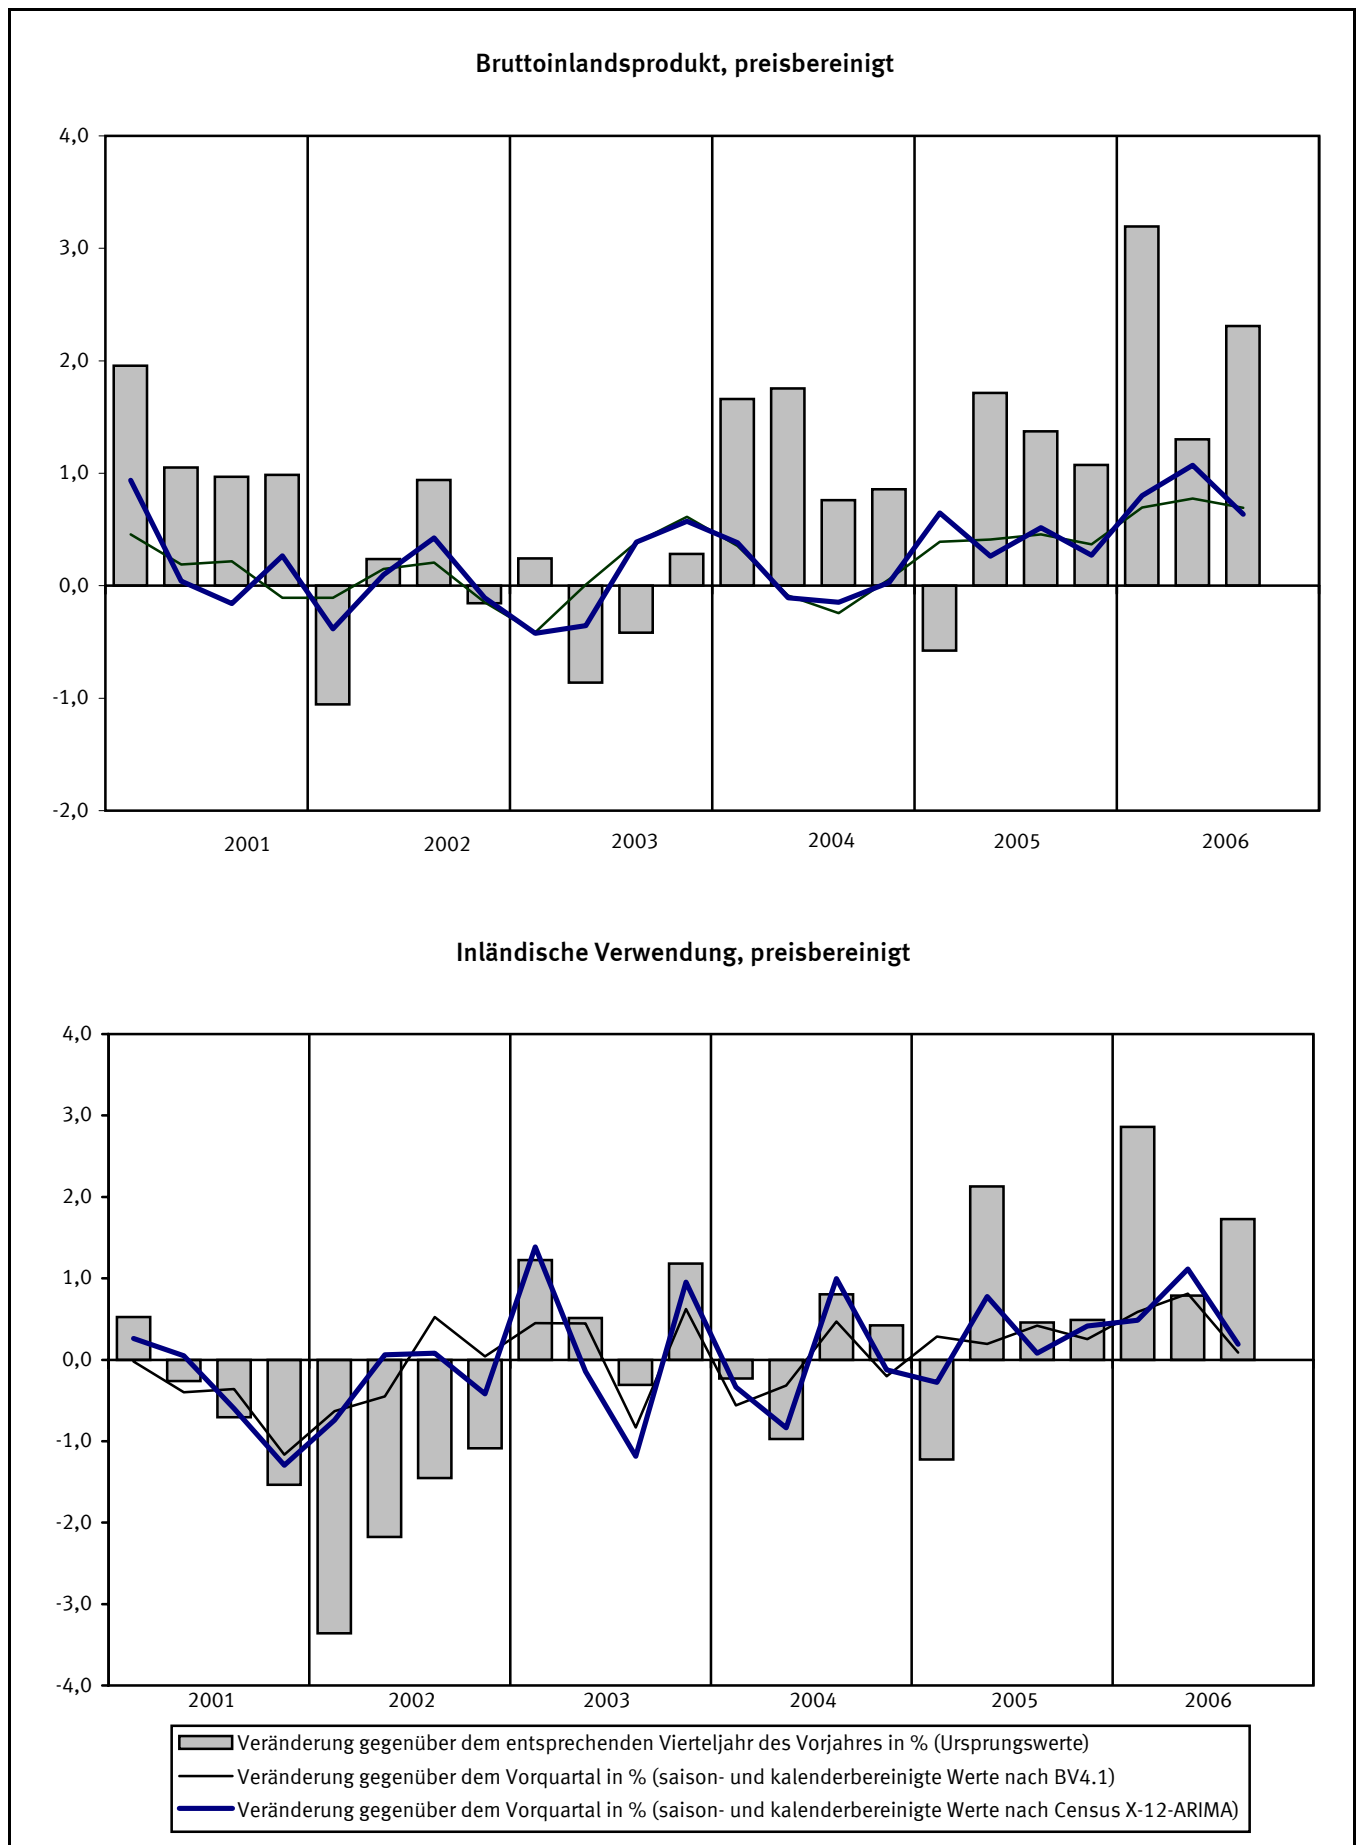 Bruttoinlandsprodukt, preisbereinigt
4,0
3,0
2,0
1,0
0,0
-1,0
-2,0
2001 2002 2003 2004 2005 2006
Inländische Verwendung, preisbereinigt
4,0
3,0
2,0
1,0
0,0
-1,0
-2,0
-3,0
-4,0
2001 2002 2003 2004 2005 2006
Veränderung gegenüber dem entsprechenden Vierteljahr des Vorjahres in % (Ursprungswerte)
Veränderung gegenüber dem Vorquartal in % (saison- und kalenderbereinigte Werte nach BV4.1)
Veränderung gegenüber dem Vorquartal in % (saison- und kalenderbereinigte Werte nach Census X-12-ARIMA)